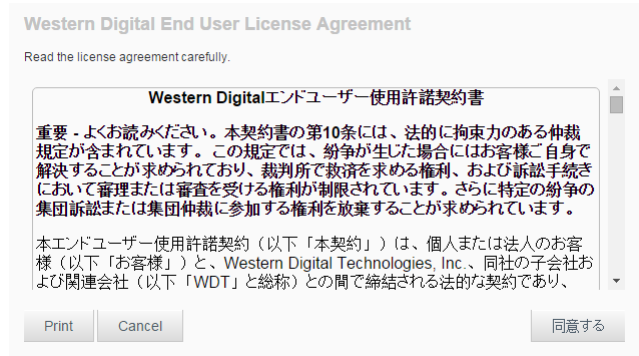 Western Digital End User License Agreement
Read the license agreement carefully.
Western Digitalエンドユーザー使用許諾契約書
重要 - よくお読みください。本契約書の第10条には、法的に拘束力のある仲裁
規定が含まれています。この規定では、紛争が生じた場合にはお客様ご自身で
解決することが求められており、裁判所で救済を求める権利、および訴訟手続き
において審理または審査を受ける権利が制限されています。さらに特定の紛争の
集団訴訟または集団仲裁に参加する権利を放棄することが求められています。
本エンドユーザー使用許諾契約（以下「本契約」）は、個人または法人のお客
様（以下「お客様」）と、Western Digital Technologies, Inc.、同社の子会社お
よび関連会社（以下「WDT」と総称）との間で締結される法的な契約であり、
Print
Cancel
同意する